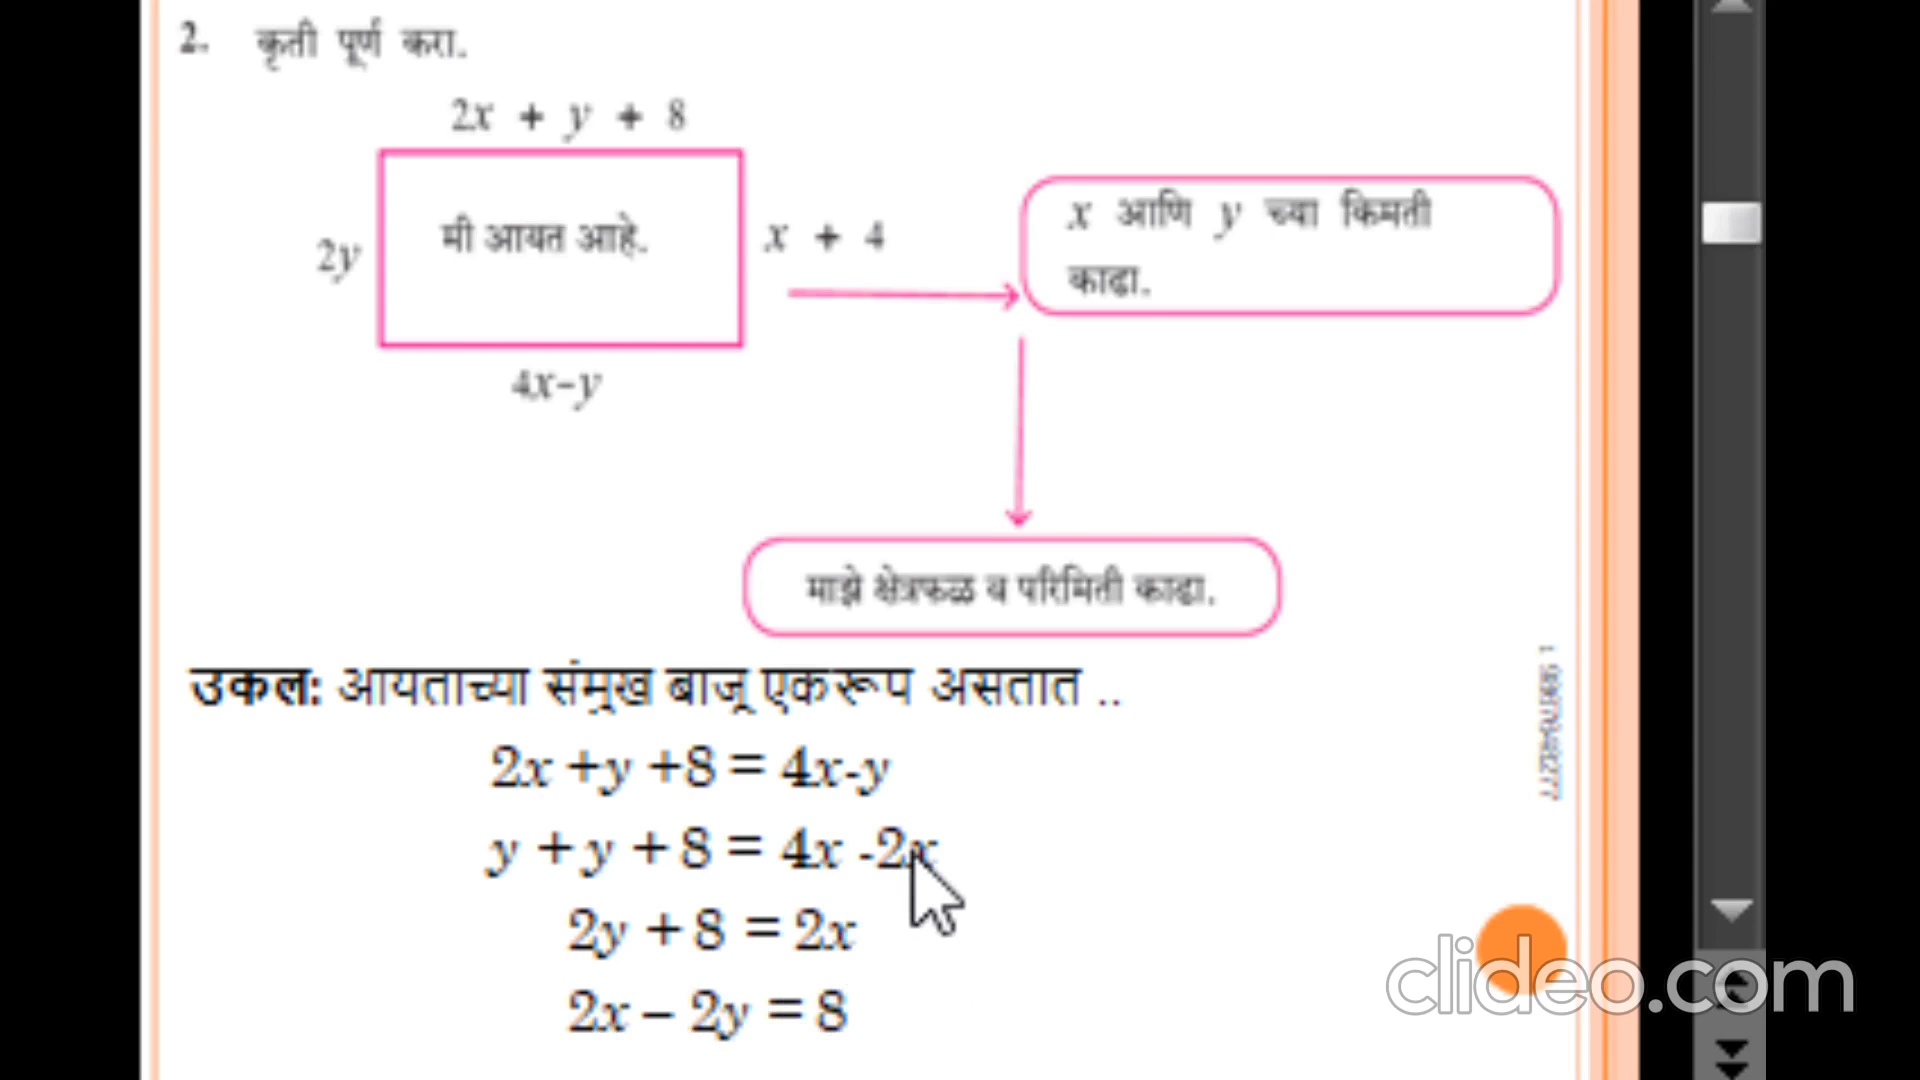 2. कृती पूर्ण करा.
2x + y + 8
2y
मी आयत आहे.
x + 4
x आणि y च्या किमती
काढा.
4x-y
माझे क्षेत्रफळ व परिमिती काढा.
उकल: आयताच्या संमुख बाजू एकरूप असतात ..
2x +y +8 = 4x-y
y + y + 8 = 4x -2x
2y + 8 = 2x
2x – 2y = 8
clideo.com